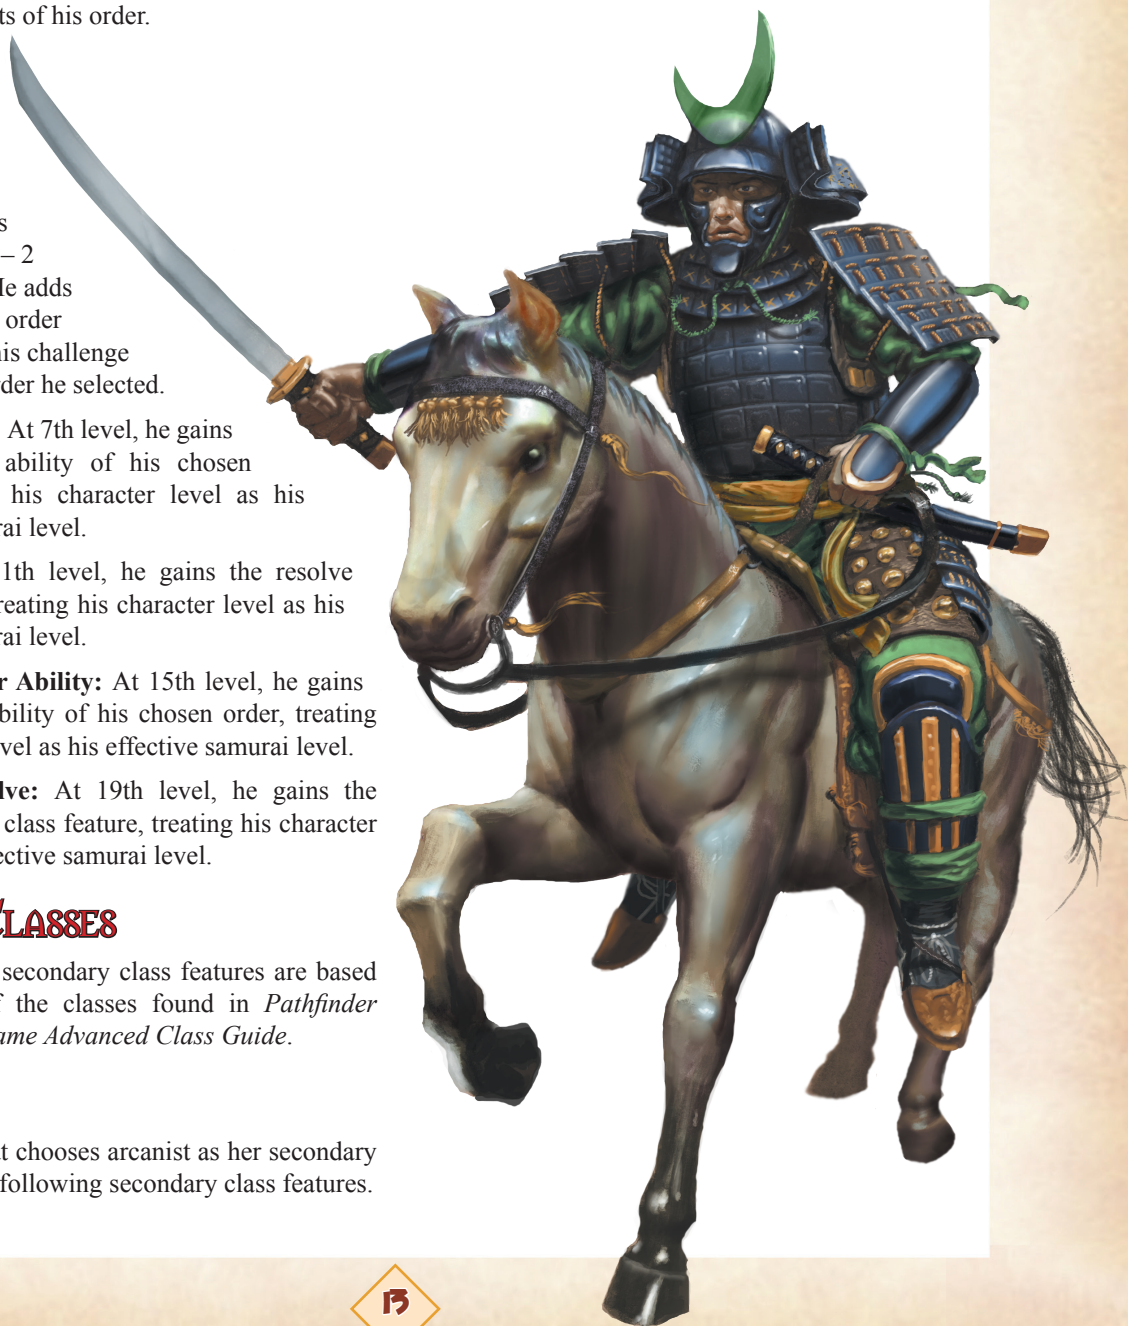 ts of his order.
s
– 2
He adds
order
his challenge
order he selected.
At 7th level, he gains
ability of his chosen
his character level as his
rai level.
1th level, he gains the resolve
reating his character level as his
rai level.
r Ability: At 15th level, he gains
bility of his chosen order, treating
vel as his effective samurai level.
lve: At 19th level, he gains the
class feature, treating his character
ective samurai level.
CLASSES
secondary class features are based
f the classes found in Pathfinder
ame Advanced Class Guide.
t chooses arcanist as her secondary
following secondary class features.
13